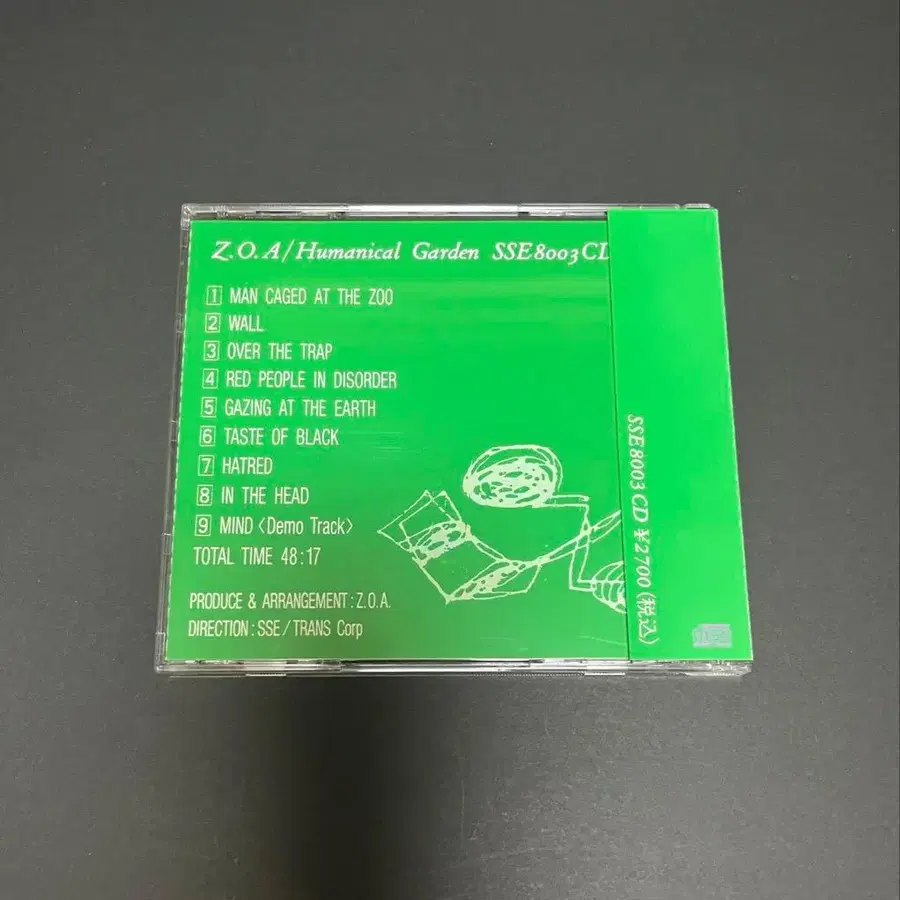 Z.O.A/Humanical Garden SSE8003CD
1 MAN CAGED AT THE ZOO
2 WALL
3 OVER THE TRAP
4 RED PEOPLE IN DISORDER
5 GAZING AT THE EARTH
6 TASTE OF BLACK
7 HATRED
8 IN THE HEAD
9 MIND <Demo Track>
TOTAL TIME 48:17
PRODUCE & ARRANGEMENT:Z.O.A.
DIRECTION:SSE/TRANS Corp
SSE8003 CD ¥2700(税込)